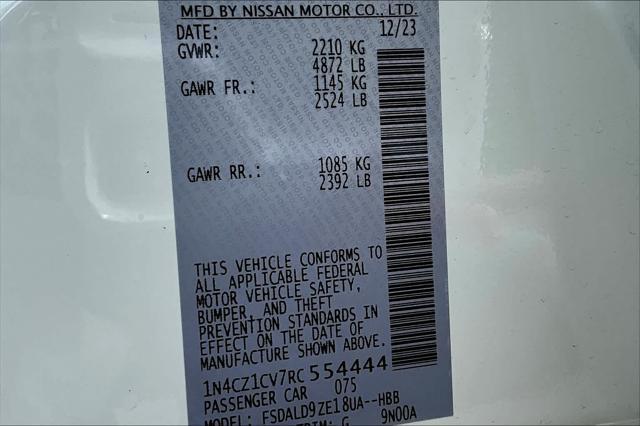 MFD BY NISSAN MOTOR CO., LTD.
DATE: 12/23
GVWR: 2210 KG
4872 LB
GAWR FR.: 1145 KG
2524 LB
GAWR RR.: 1085 KG
2392 LB
THIS VEHICLE CONFORMS TO
ALL APPLICABLE FEDERAL
MOTOR VEHICLE SAFETY,
BUMPER, AND THEFT
PREVENTION STANDARDS IN
EFFECT ON THE DATE OF
MANUFACTURE SHOWN ABOVE.
1N4CZ1CV7RC554444
PASSENGER CAR 075
FSDALD9ZE18UA--HBB
TRIM: G 9N00A